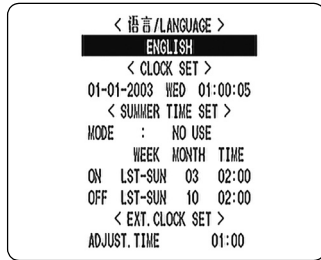 < 语言/LANGUAGE >
ENGLISH
< CLOCK SET >
01-01-2003 WED 01:00:05
< SUMMER TIME SET >
MODE : NO USE
WEEK MONTH TIME
ON LST-SUN 03 02:00
OFF LST-SUN 10 02:00
< EXT.CLOCK SET >
ADJUST.TIME 01:00